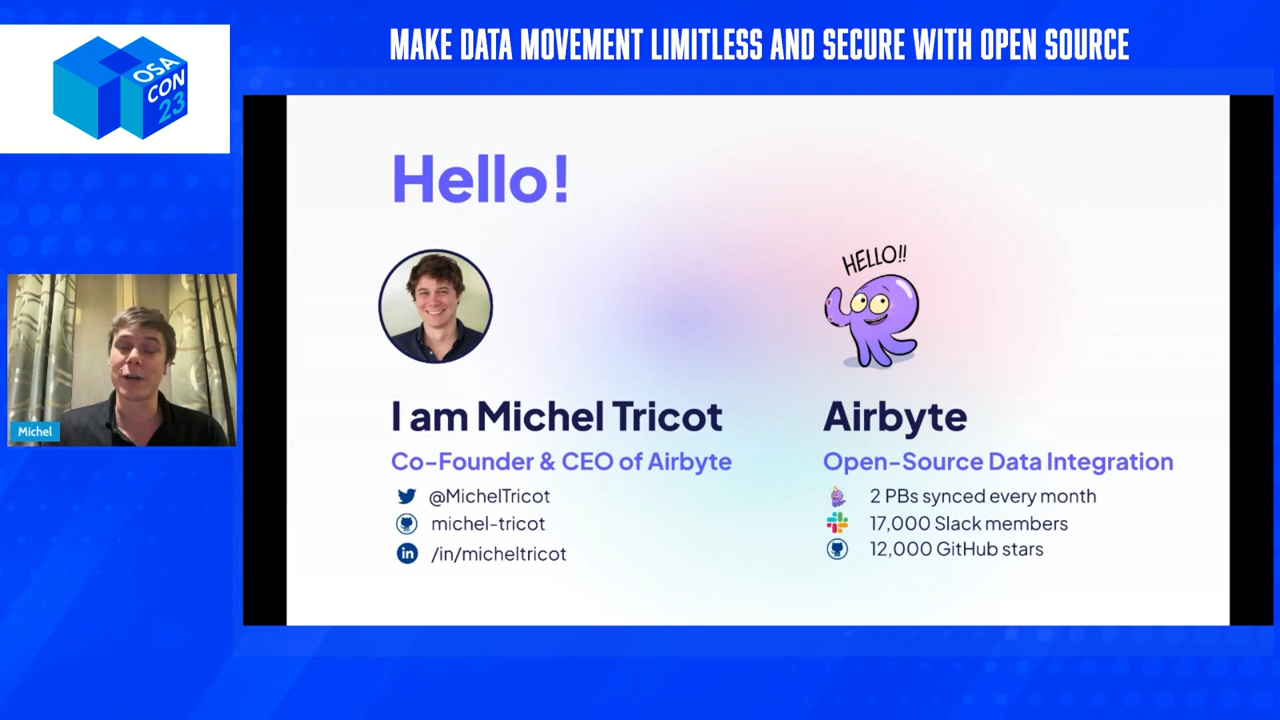 MAKE DATA MOVEMENT LIMITLESS AND SECURE WITH OPEN SOURCE
OSA
CON
23
Hello!
HELLO!!
Michel
I am Michel Tricot
Co-Founder & CEO of Airbyte
@MichelTricot
michel-tricot
in /in/micheltricot
Airbyte
Open-Source Data Integration
2 PBs synced every month
17,000 Slack members
12,000 GitHub stars